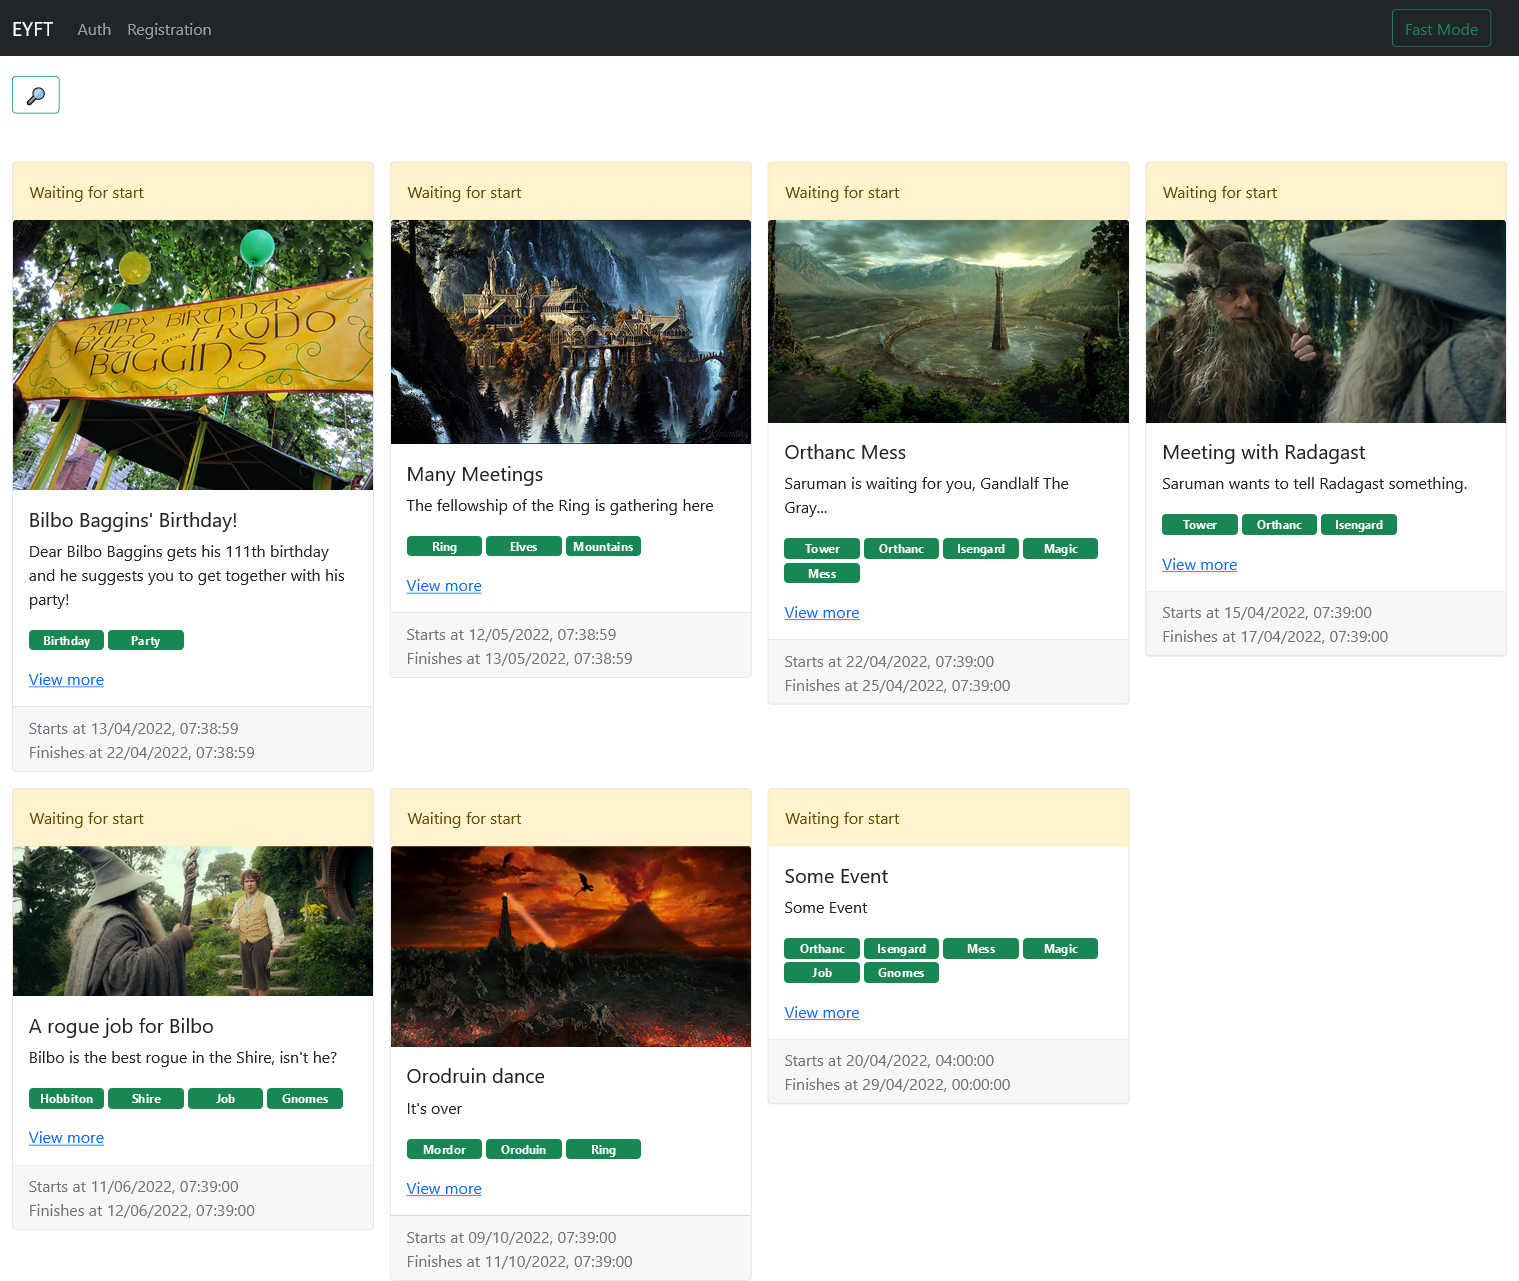 EYFT Auth Registration Fast Mode
Waiting for start
HAPPY BIRTHDAY
BILBO and FRODO
BAGGINS
Bilbo Baggins' Birthday!
Dear Bilbo Baggins gets his 111th birthday
and he suggests you to get together with his
party!
Birthday Party
View more
Starts at 13/04/2022, 07:38:59
Finishes at 22/04/2022, 07:38:59
Waiting for start
Many Meetings
The fellowship of the Ring is gathering here
Ring Elves Mountains
View more
Starts at 12/05/2022, 07:38:59
Finishes at 13/05/2022, 07:38:59
Waiting for start
Orthanc Mess
Saruman is waiting for you, Gandlalf The
Gray...
Tower Orthanc Isengard Magic
Mess
View more
Starts at 22/04/2022, 07:39:00
Finishes at 25/04/2022, 07:39:00
Waiting for start
Meeting with Radagast
Saruman wants to tell Radagast something.
Tower Orthanc Isengard
View more
Starts at 15/04/2022, 07:39:00
Finishes at 17/04/2022, 07:39:00
Waiting for start
A rogue job for Bilbo
Bilbo is the best rogue in the Shire, isn't he?
Hobbiton Shire Job Gnomes
View more
Starts at 11/06/2022, 07:39:00
Finishes at 12/06/2022, 07:39:00
Waiting for start
Orodruin dance
It's over
Mordor Oroduin Ring
View more
Starts at 09/10/2022, 07:39:00
Finishes at 11/10/2022, 07:39:00
Waiting for start
Some Event
Some Event
Orthanc Isengard Mess Magic
Job Gnomes
View more
Starts at 20/04/2022, 04:00:00
Finishes at 29/04/2022, 00:00:00